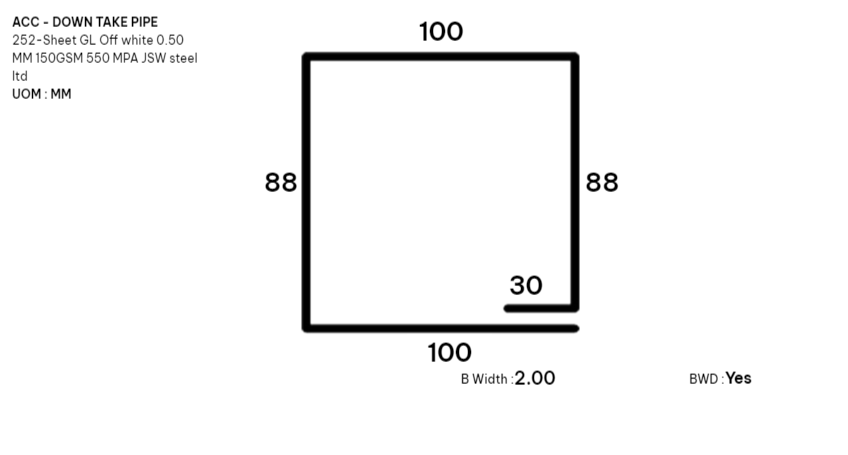 ACC - DOWN TAKE PIPE
252-Sheet GL Off white 0.50
MM 150GSM 550 MPA JSW steel
ltd
UOM : MM
100
88
88
30
100
B Width :2.00
BWD : Yes